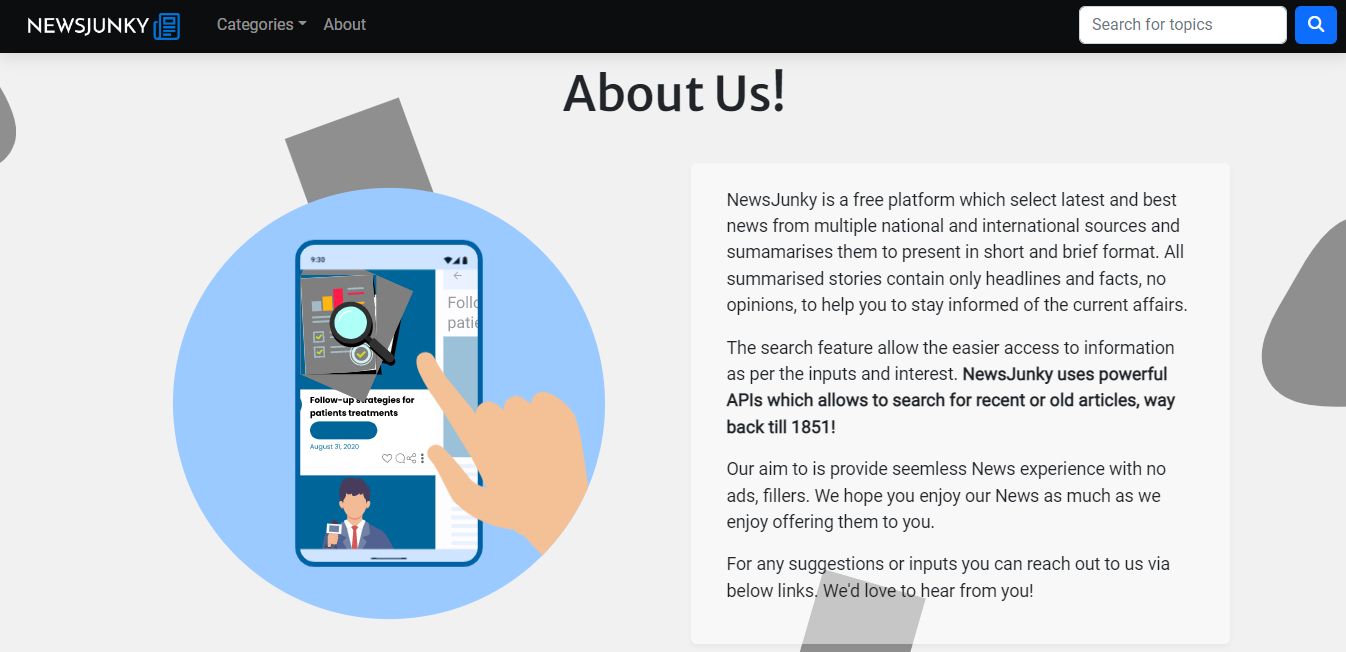 NEWSJUNKY
Categories
About
Search for topics
About Us!
NewsJunky is a free platform which select latest and best
news from multiple national and international sources and
sumamarises them to present in short and brief format. All
summarised stories contain only headlines and facts, no
opinions, to help you to stay informed of the current affairs.
The search feature allow the easier access to information
as per the inputs and interest. NewsJunky uses powerful
APIs which allows to search for recent or old articles, way
back till 1851!
Our aim to is provide seemless News experience with no
ads, fillers. We hope you enjoy our News as much as we
enjoy offering them to you.
For any suggestions or inputs you can reach out to us via
below links. We'd love to hear from you!
9:30
Follo
patie
Follow-up strategies for
patients treatments
August 31, 2020